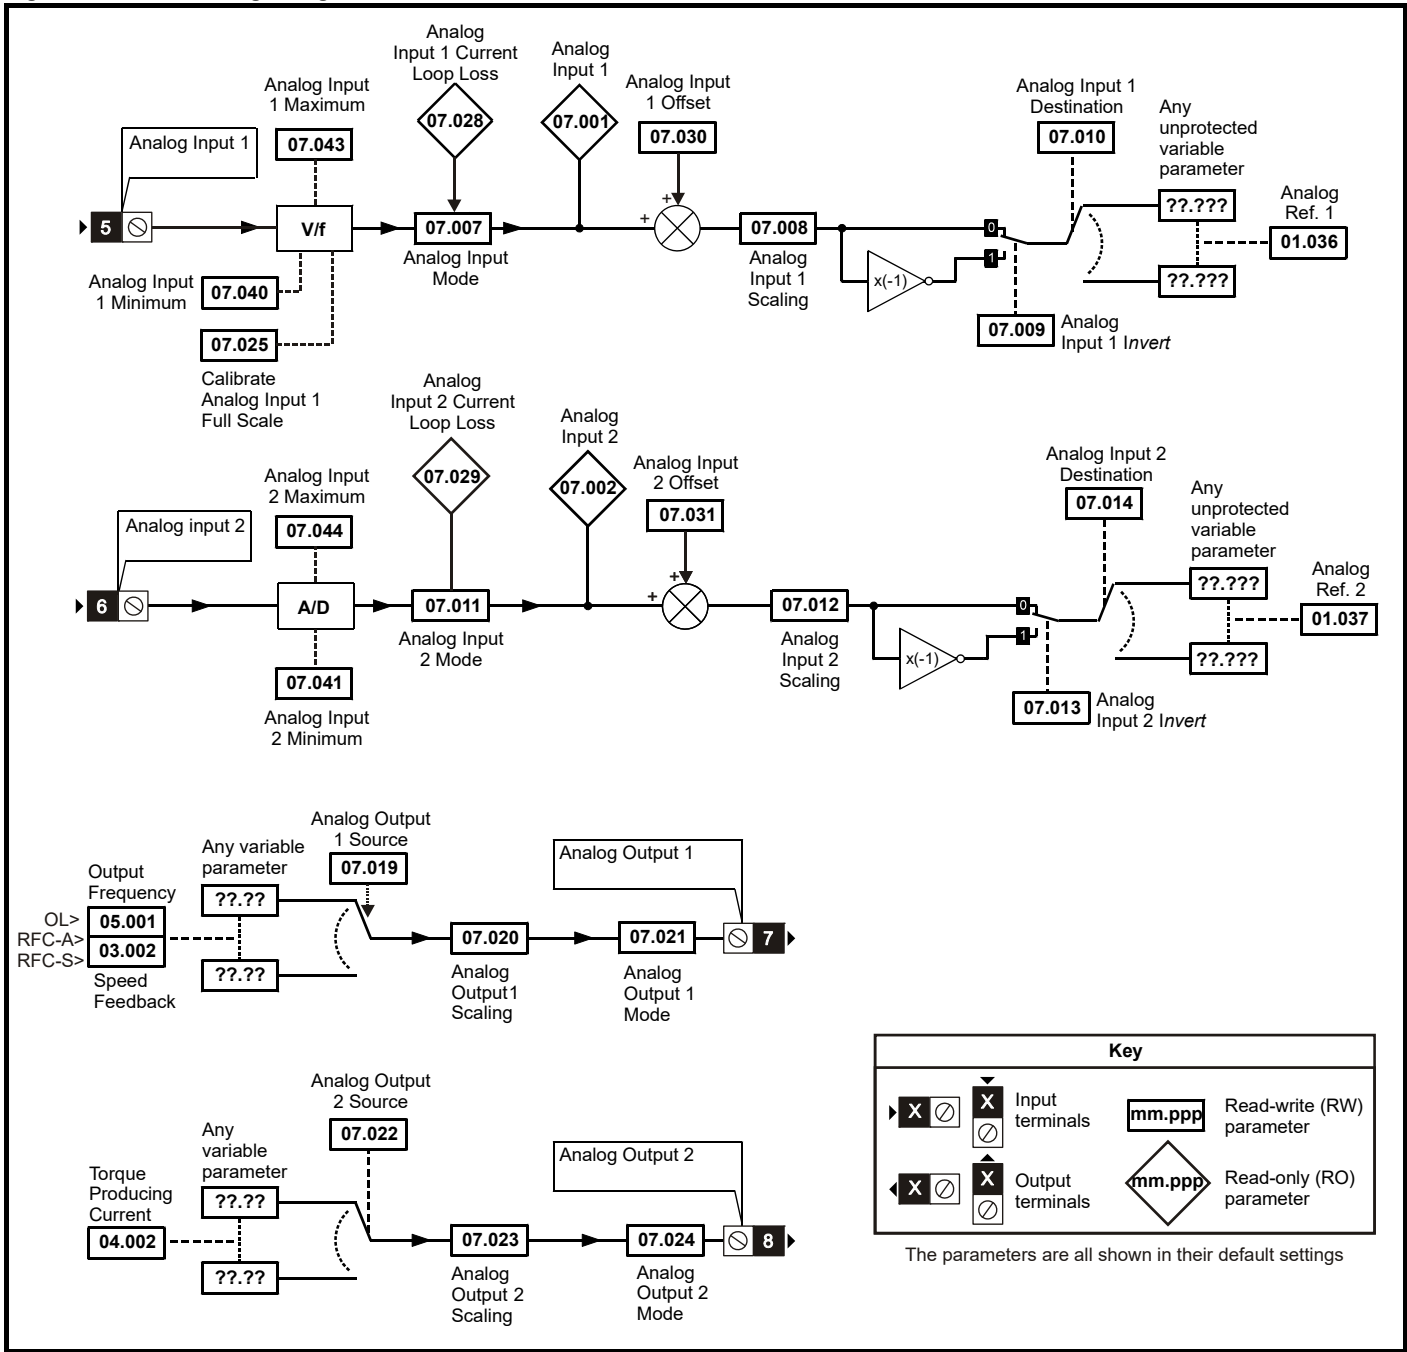 Analog
Input 1 Current
Loop Loss
07.028
Analog
Input 1
07.001
Analog Input
1 Maximum
07.043
Analog Input
1 Offset
07.030
Analog Input 1
Destination
07.010
Any
unprotected
variable
parameter
??.???
??.???
Analog
Ref. 1
01.036
Analog Input 1
5
V/f
07.007
Analog Input
Mode
+
+
07.008
Analog
Input 1
Scaling
0
1
x(-1)
07.009
Analog
Input 1 Invert
Analog Input
1 Minimum
07.040
07.025
Calibrate
Analog Input 1
Full Scale
Analog
Input 2 Current
Loop Loss
07.029
Analog
Input 2
07.002
Analog Input
2 Maximum
07.044
Analog Input
2 Offset
07.031
Analog Input 2
Destination
07.014
Any
unprotected
variable
parameter
??.???
??.???
Analog
Ref. 2
01.037
Analog input 2
6
A/D
07.011
Analog Input
2 Mode
+
+
07.012
Analog
Input 2
Scaling
0
1
x(-1)
07.013
Analog
Input 2 Invert
07.041
Analog Input
2 Minimum
Analog Output
1 Source
07.019
Any variable
parameter
??.??
??.??
Output
Frequency
OL>
05.001
RFC-A>
03.002
RFC-S>
Speed
Feedback
07.020
Analog
Output1
Scaling
07.021
Analog
Output 1
Mode
Analog Output 1
7
Analog Output
2 Source
07.022
Any
variable
parameter
??.??
??.??
Torque
Producing
Current
04.002
07.023
Analog
Output 2
Scaling
07.024
Analog
Output 2
Mode
Analog Output 2
8
Key
X
X
Input
terminals
mm.ppp
Read-write (RW)
parameter
X
X
Output
terminals
mm.ppp
Read-only (RO)
parameter
The parameters are all shown in their default settings